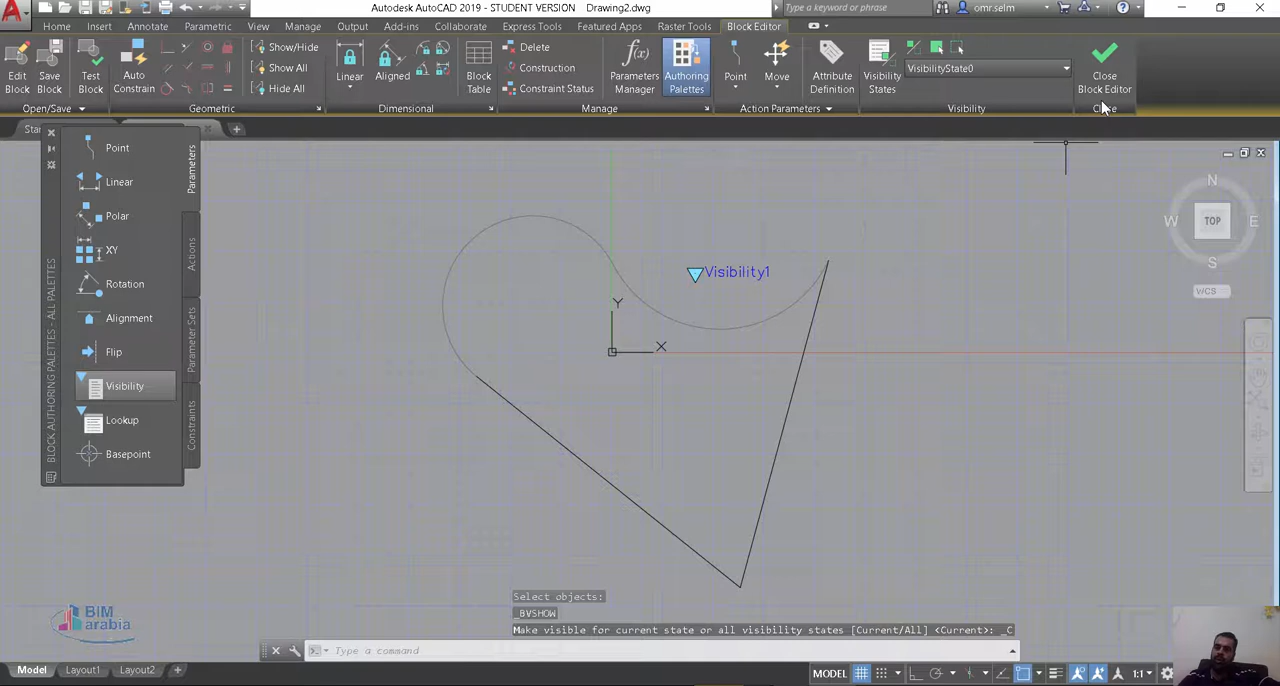 Autodesk AutoCAD 2019 - STUDENT VERSION Drawing2.dwg
Type a keyword or phrase
omr.selm
Home Insert Annotate Parametric View Manage Output Add-ins Collaborate Express Tools Featured Apps Raster Tools Block Editor
Edit Block
Save Block
Test Block
Auto Constrain
Show/Hide
Show All
Hide All
Linear
Aligned
Block Table
Delete
Construction
Constraint Status
Parameters Manager
Authoring Palettes
Point
Move
Attribute Definition
Visibility States
VisibilityState0
Close Block Editor
Open/Save
Geometric
Dimensional
Manage
Action Parameters
Visibility
Point
Linear
Polar
XY
Rotation
Alignment
Flip
Visibility
Lookup
Basepoint
Parameters
Actions
Parameter Sets
Constraints
BLOCK AUTHORING PALETTES - ALL PALETTES
Visibility1
Y
X
N
W TOP E
S
WCS
BIM
arabia
Select objects:
_BVSHOW
Make visible for current state or all visibility states [Current/All] <Current>: _C
Type a command
Model Layout1 Layout2 +
MODEL
1:1